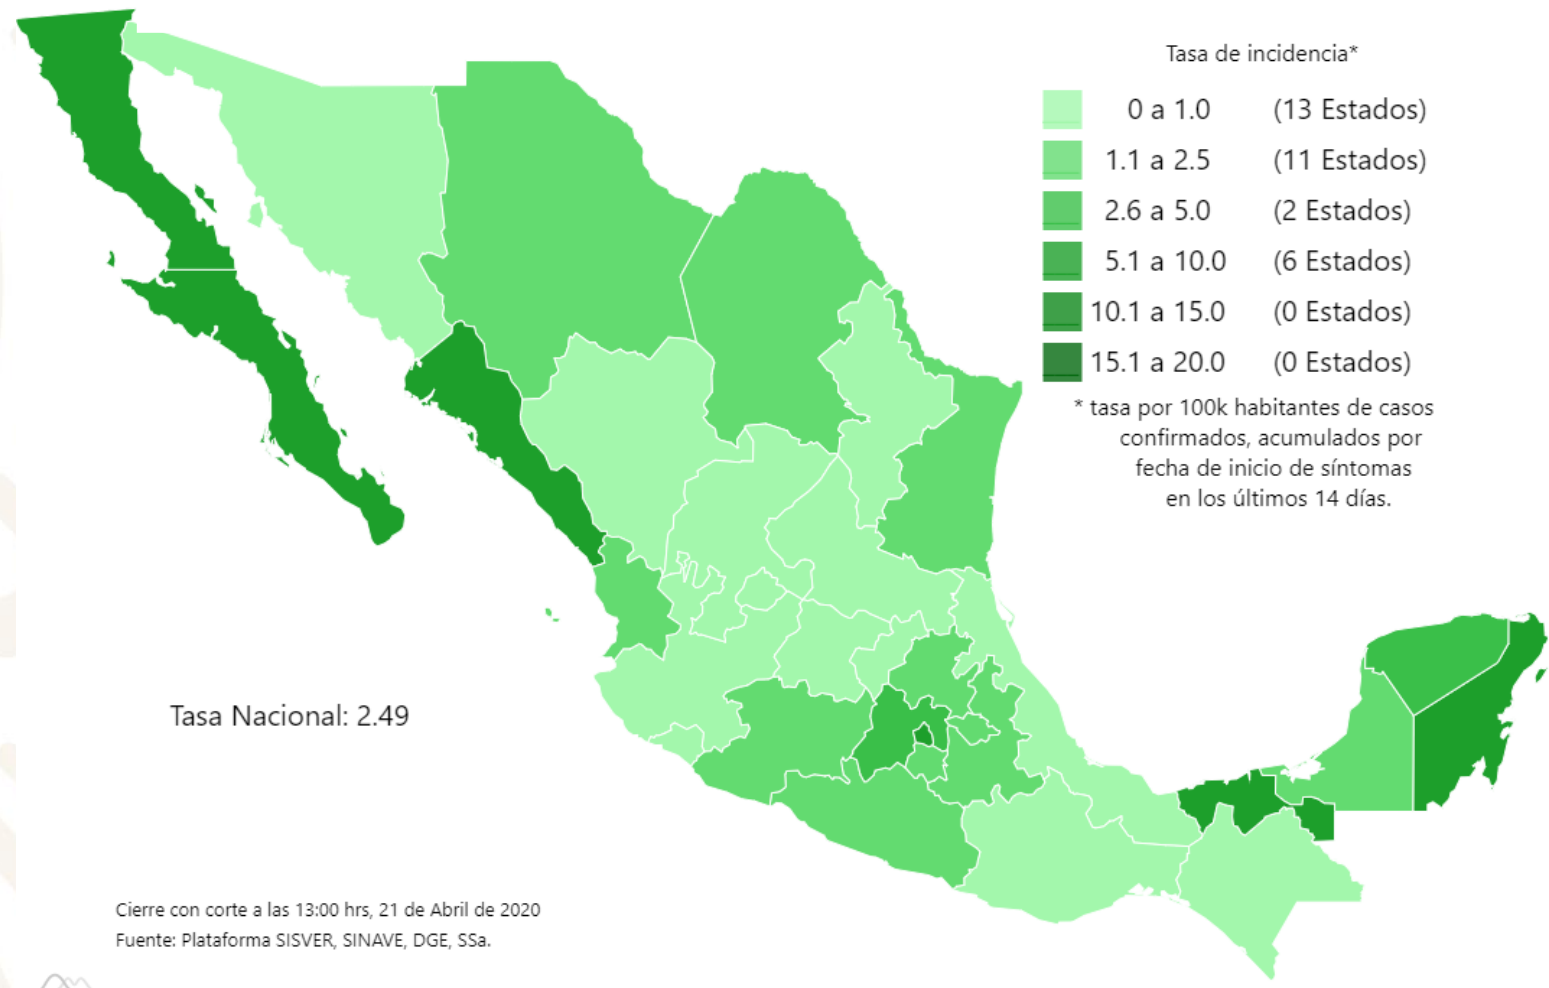 Tasa de incidencia*
0 a 1.0 (13 Estados)
1.1 a 2.5 (11 Estados)
2.6 a 5.0 (2 Estados)
5.1 a 10.0 (6 Estados)
10.1 a 15.0 (0 Estados)
15.1 a 20.0 (0 Estados)
* tasa por 100k habitantes de casos
confirmados, acumulados por
fecha de inicio de síntomas
en los últimos 14 días.
Tasa Nacional: 2.49
Cierre con corte a las 13:00 hrs, 21 de Abril de 2020
Fuente: Plataforma SISVER, SINAVE, DGE, SSa.